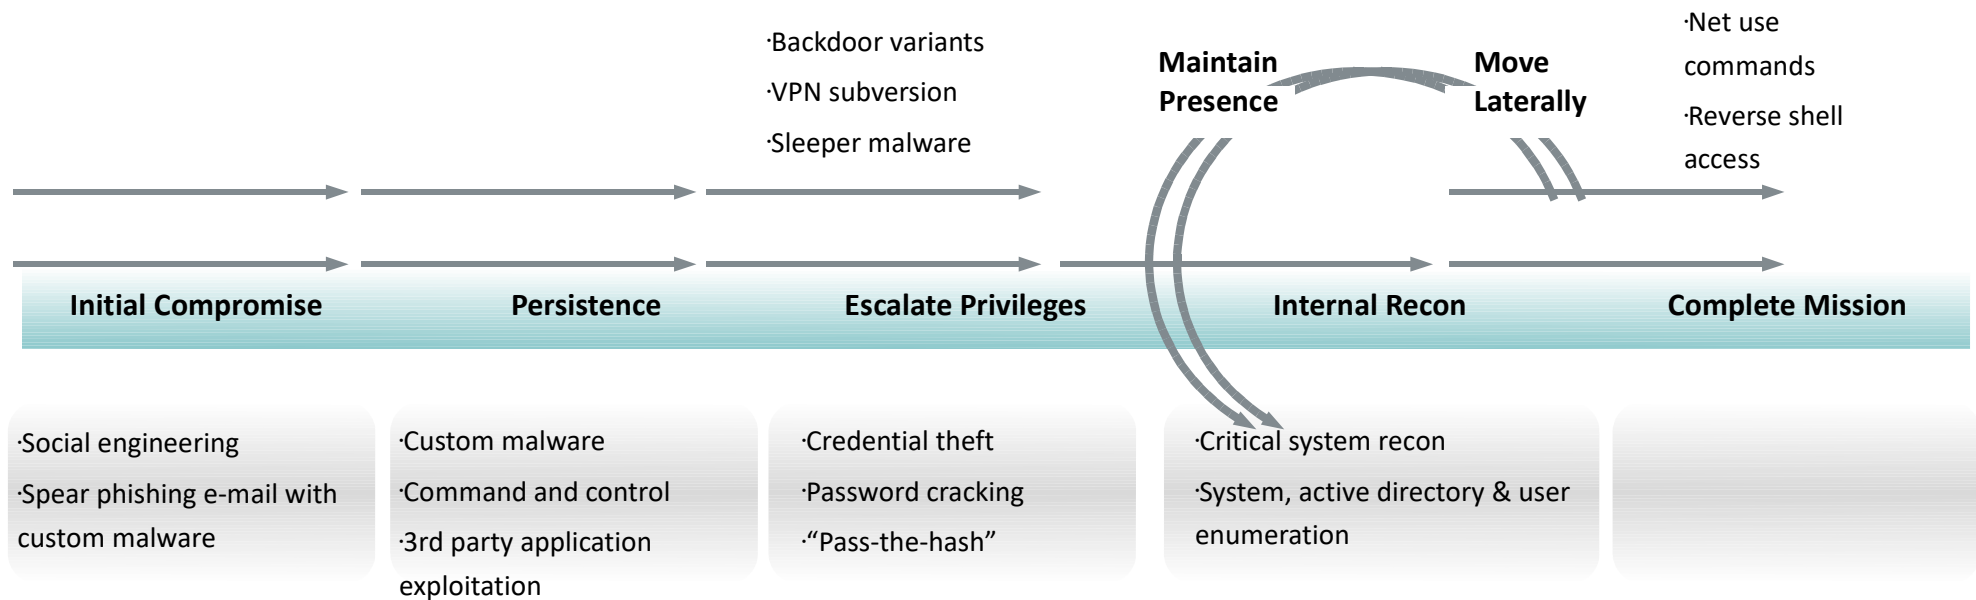 ·Backdoor variants
·VPN subversion
·Sleeper malware
Maintain
Presence
Move
Laterally
·Net use
commands
·Reverse shell
access
Initial Compromise
Persistence
Escalate Privileges
Internal Recon
Complete Mission
·Social engineering
·Spear phishing e-mail with
custom malware
·Custom malware
·Command and control
·3rd party application
exploitation
·Credential theft
·Password cracking
·“Pass-the-hash”
·Critical system recon
·System, active directory & user
enumeration